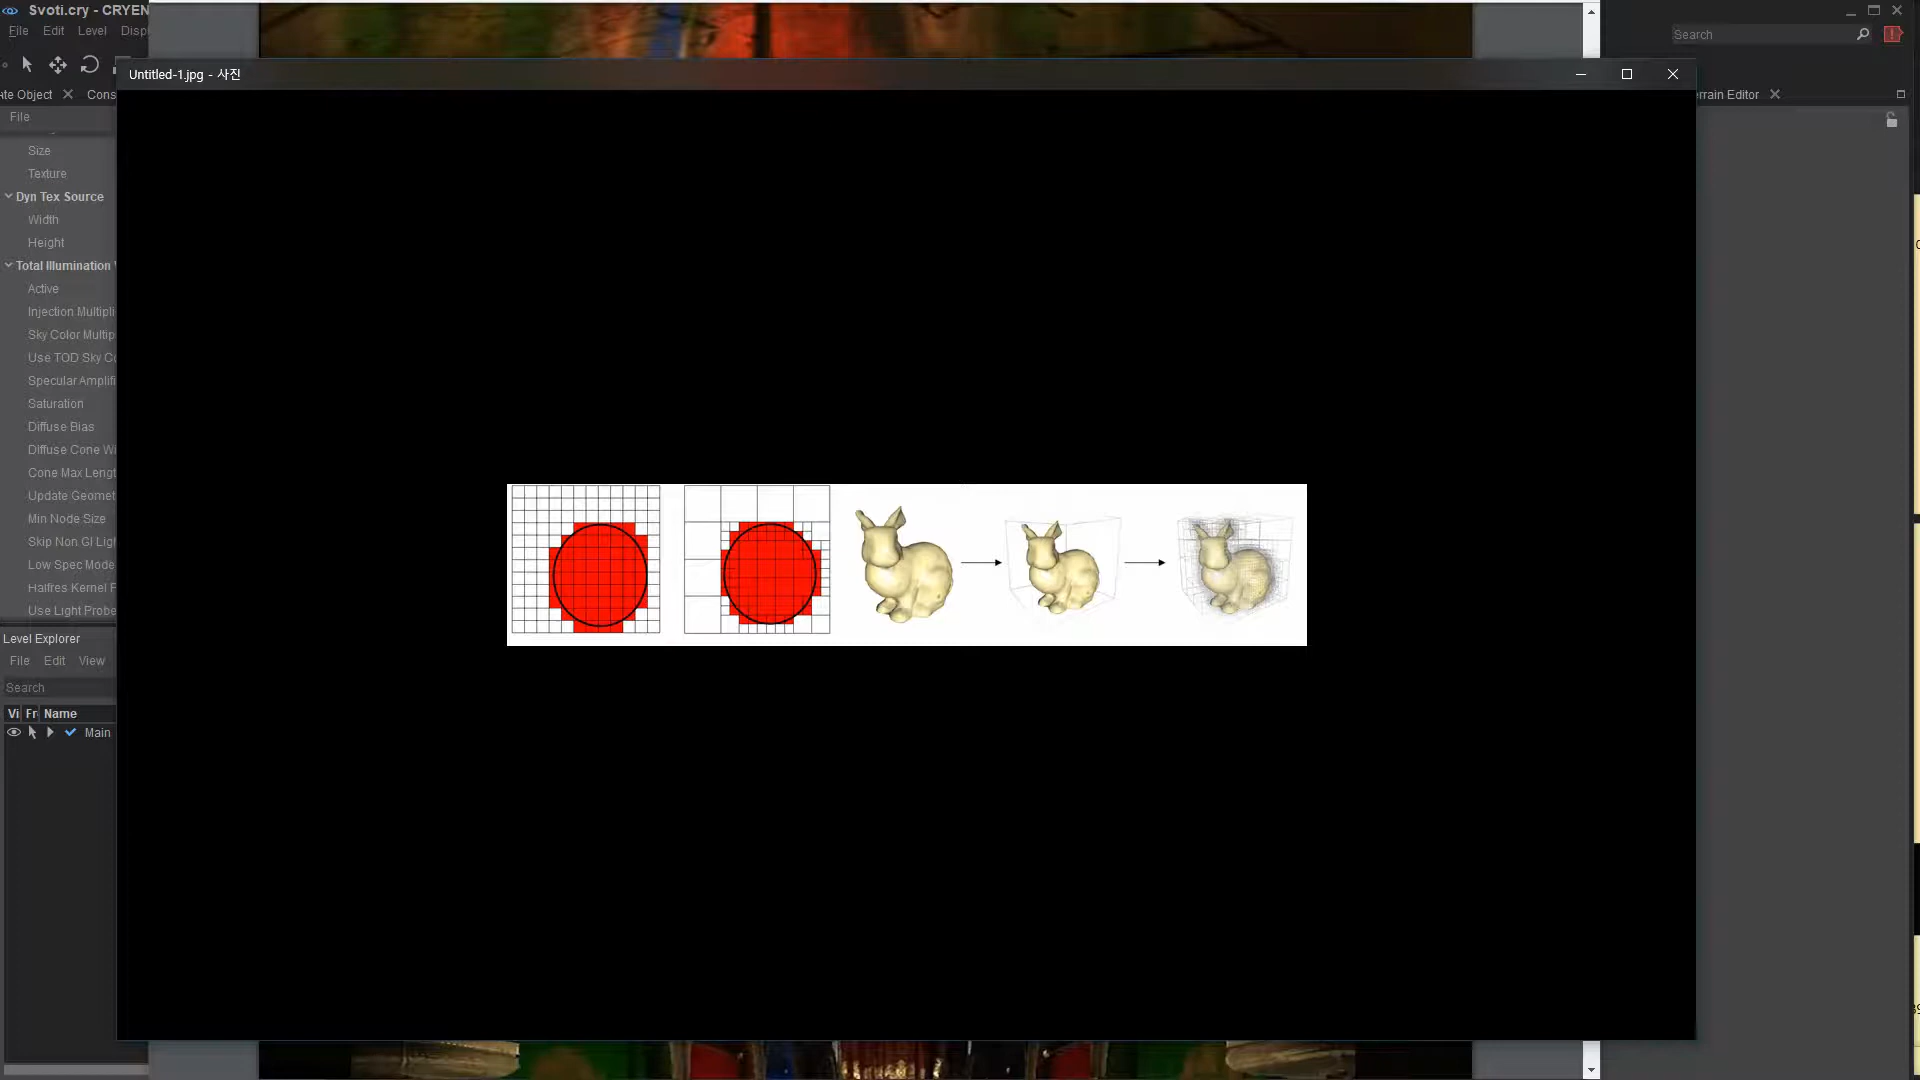 Svoti.cry - CRYEN
File Edit Level Disp
Search
Untitled-1.jpg - 사진
te Object
Cons
rrain Editor
File
Size
Texture
Dyn Tex Source
Width
Height
Total Illumination
Active
Injection Multipli
Sky Color Multip
Use TOD Sky Co
Specular Amplifi
Saturation
Diffuse Bias
Diffuse Cone Wi
Cone Max Lengt
Update Geomet
Min Node Size
Skip Non GI Ligh
Low Spec Mode
Halfres Kernel F
Use Light Probe
Level Explorer
File Edit View
Search
Vi Fr Name
Main